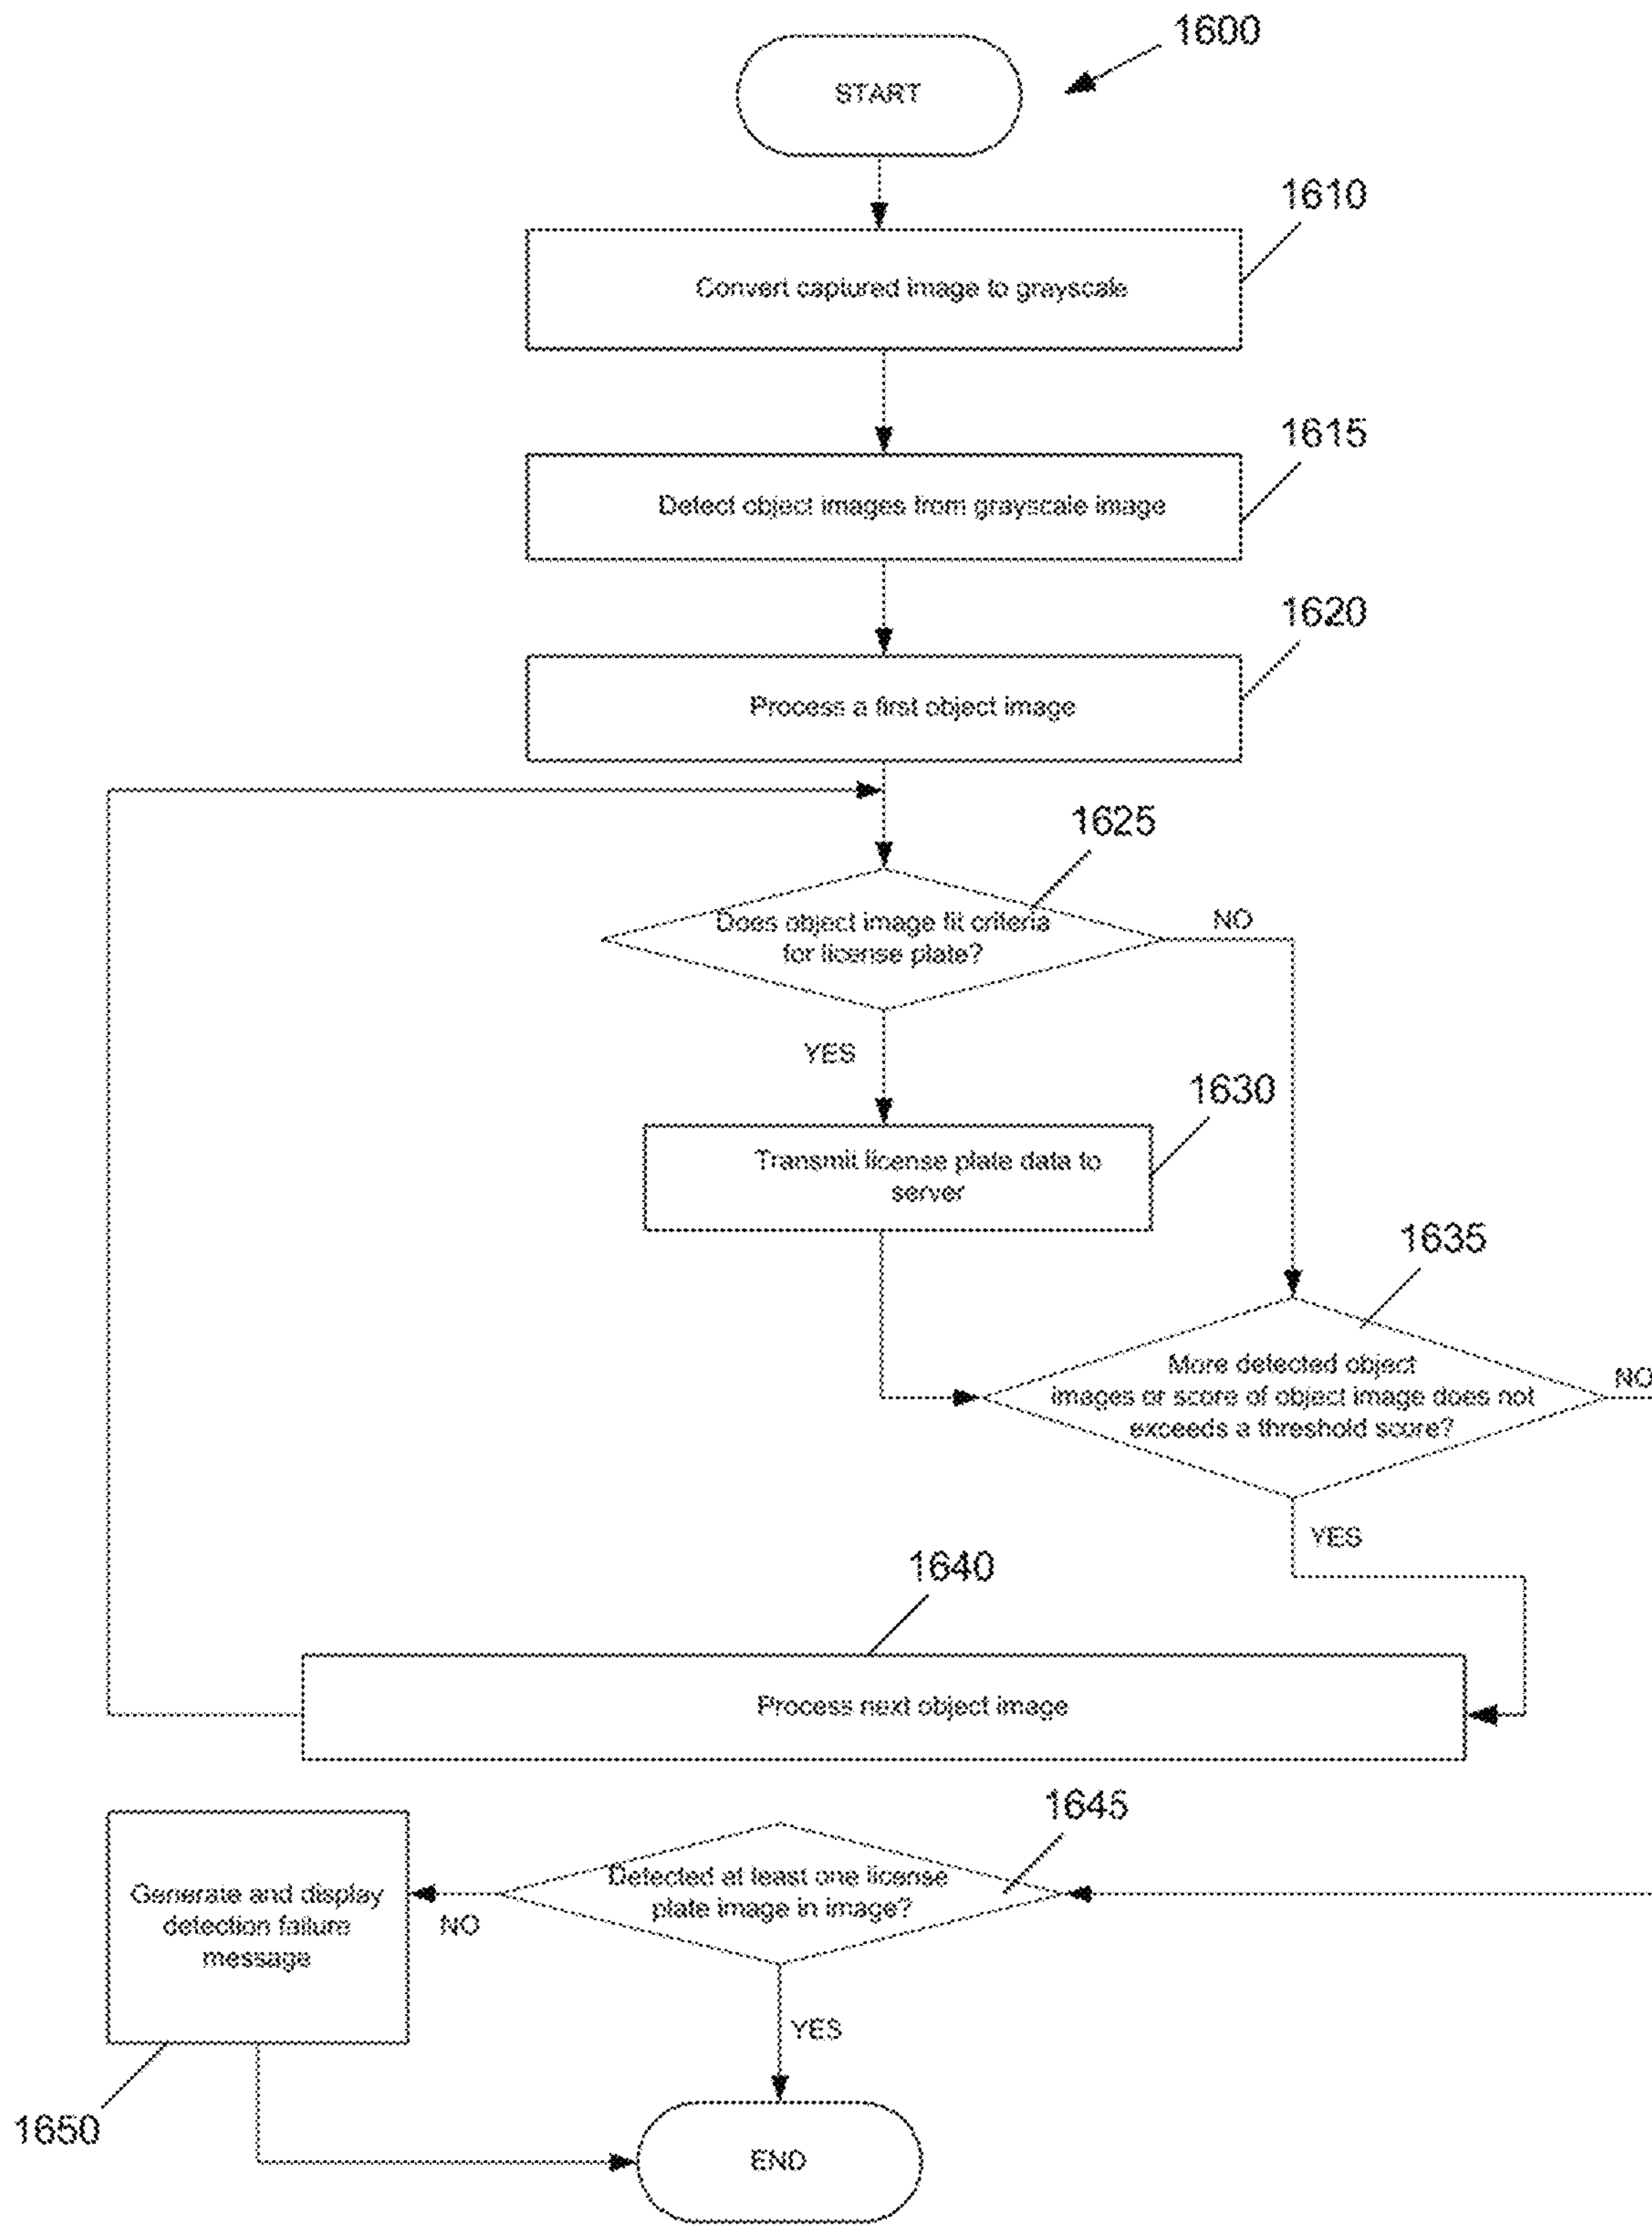 1600
START
1610
Convert captured image to grayscale
1615
Detect object images from grayscale image
1620
Process a first object image
1625
Does object image fit criteria
for license plate?
NO
YES
1630
Transmit license plate data to
server
1635
More detected object
images or score of object image does not
exceeds a threshold score?
NO
YES
1640
Process next object image
1645
Detected at least one license
plate image in image?
NO
Generate and display
detection failure
message
YES
1650
END